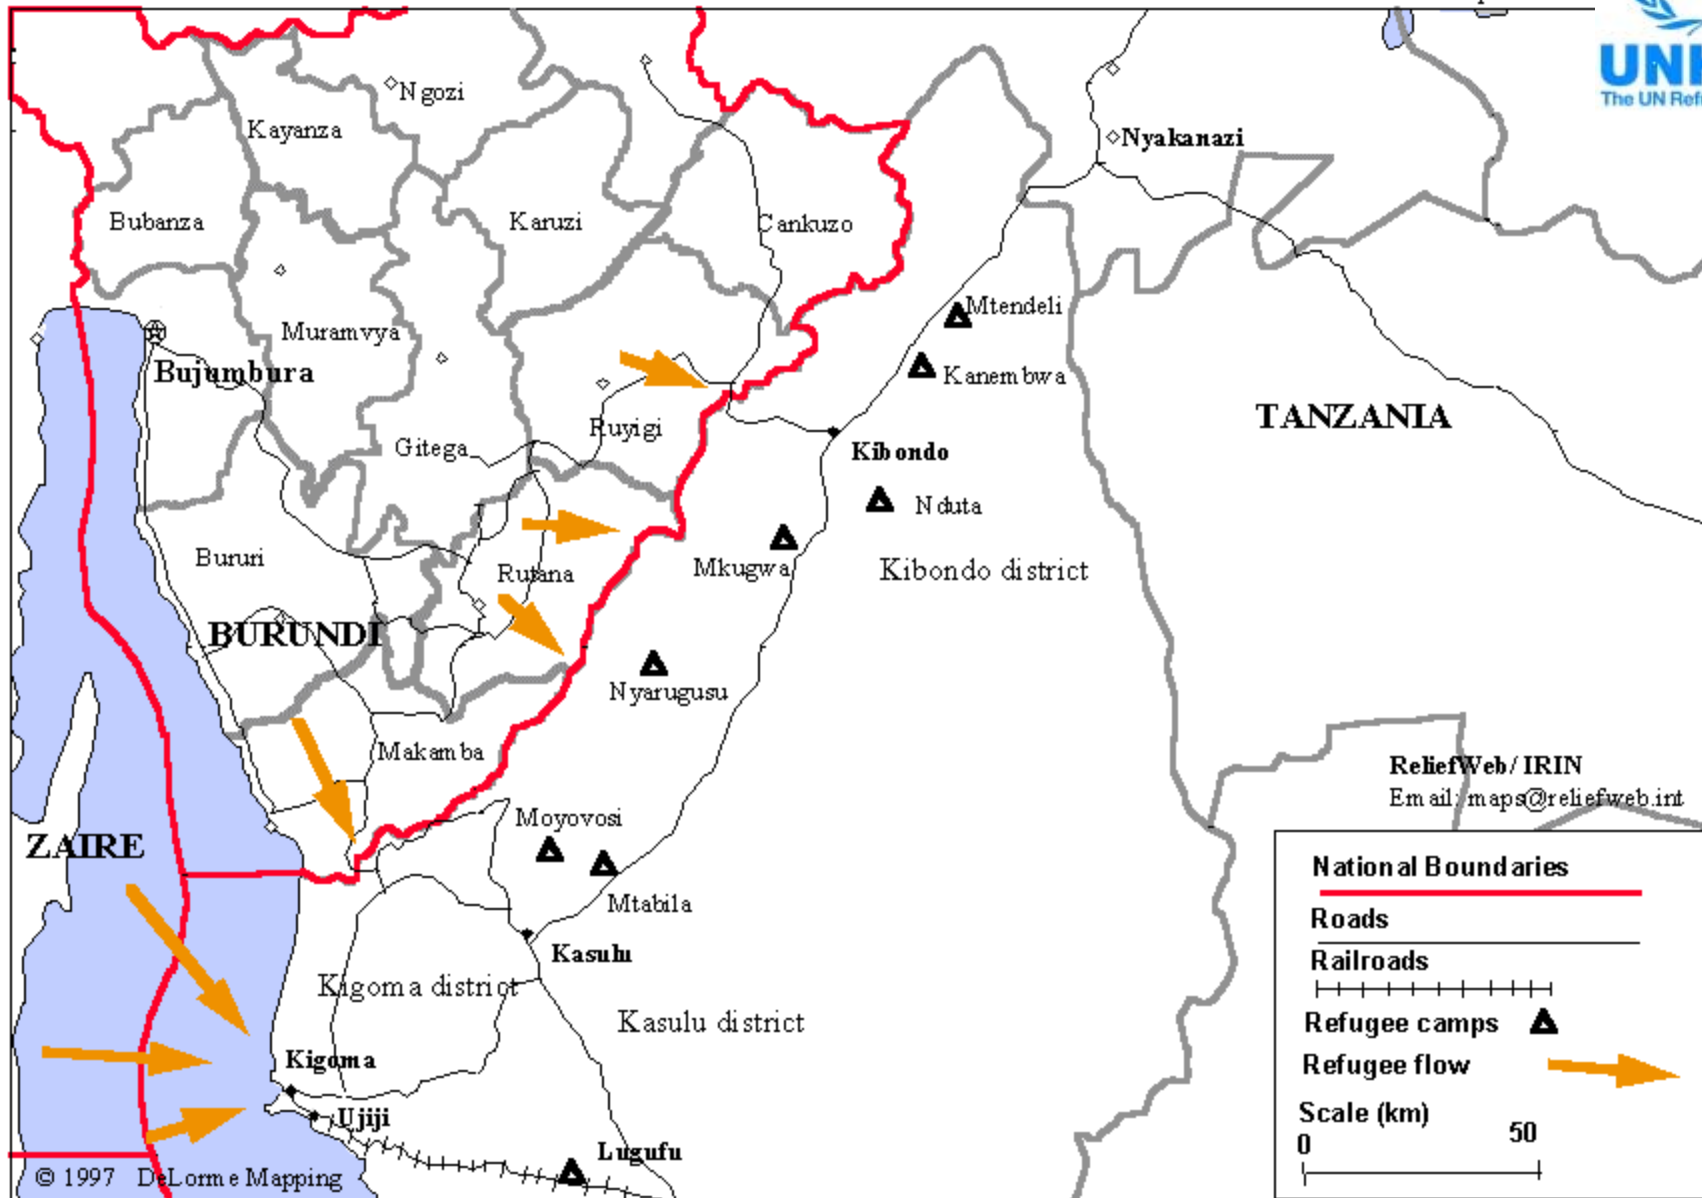 UNH
The UN Ref
Ngozi
Kayanza
Nyakanazi
Bubanza
Karuzi
Cankuzo
Mtendeli
Muramvya
Bujumbura
Kanembwa
TANZANIA
Ruyigi
Gitega
Kibondo
Nduta
Bururi
Rutana
Mkugwa
Kibondo district
BURUNDI
Nyarugusu
Makamba
ReliefWeb/ IRIN
Email: maps@reliefweb.int
Moyovosi
ZAIRE
Mtabila
Kasulu
Kigoma district
Kasulu district
Kigoma
Ujiji
Lugufu
© 1997 DeLorme Mapping
National Boundaries
Roads
Railroads
Refugee camps
Refugee flow
Scale (km)
0 50